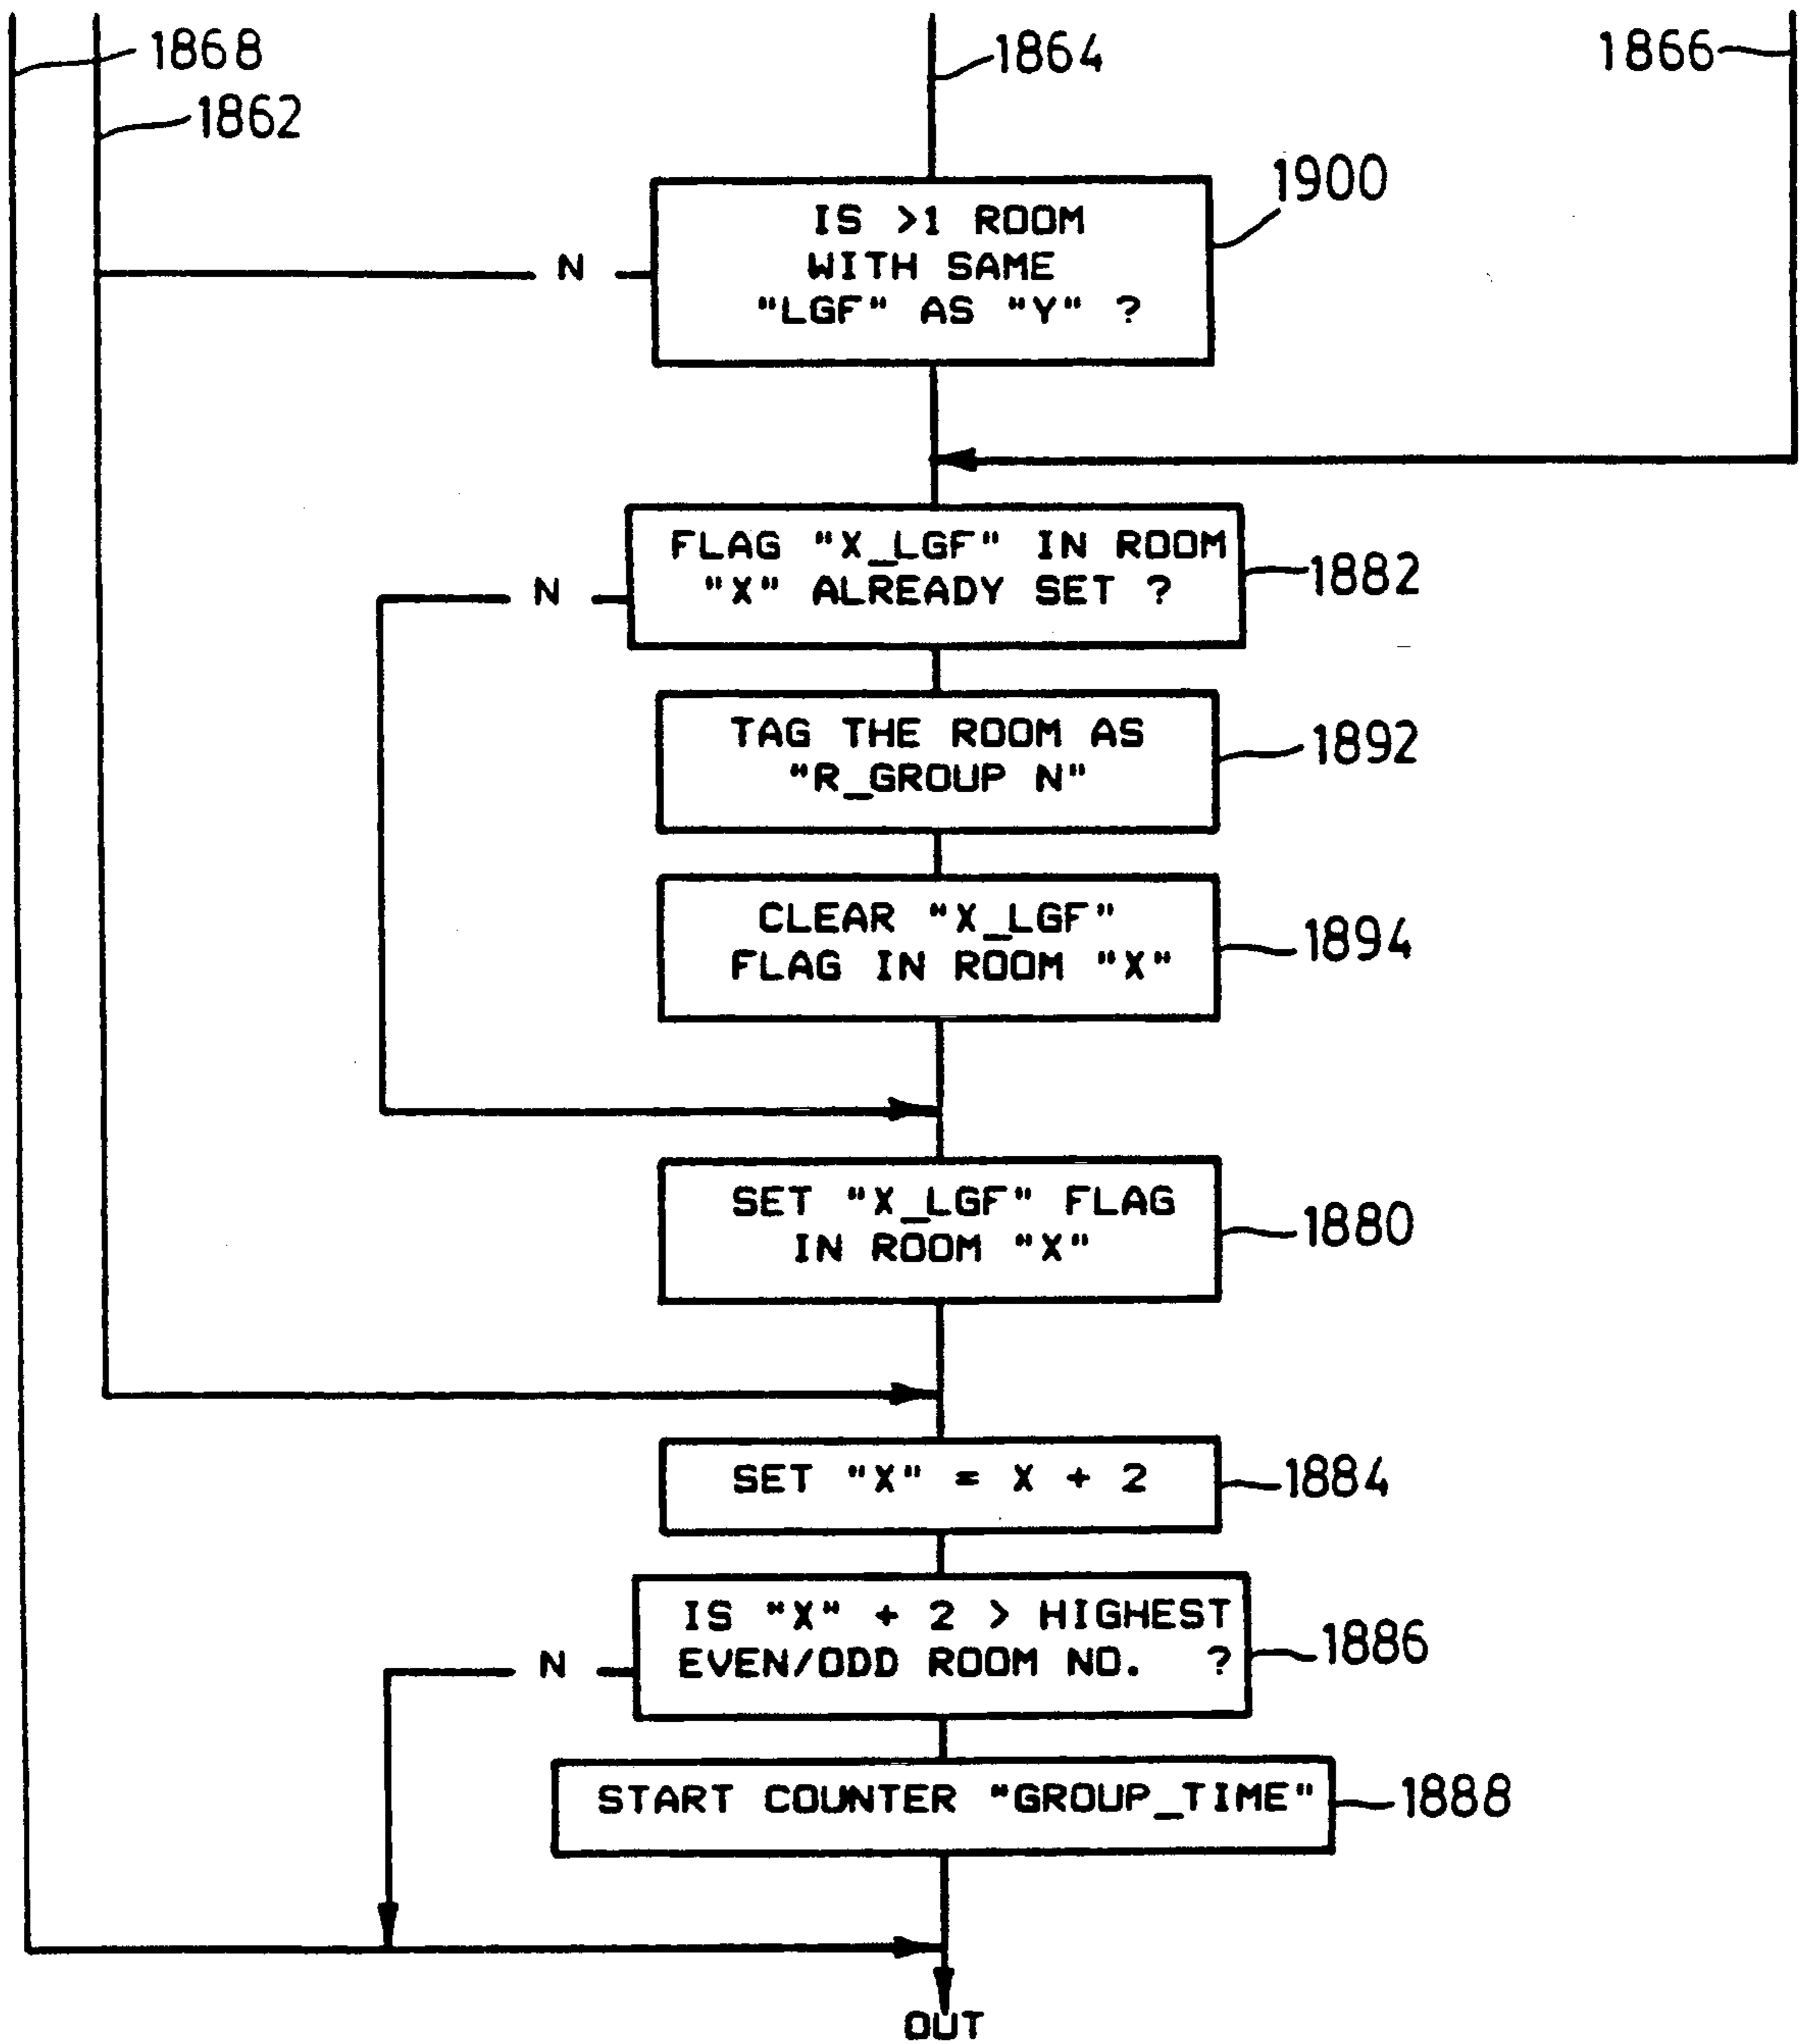 1868
1864
1866
1862
1900
IS >1 ROOM
WITH SAME
"LGF" AS "Y" ?
N
FLAG "X_LGF" IN ROOM
"X" ALREADY SET ?
N
1882
TAG THE ROOM AS
"R_GROUP N"
1892
CLEAR "X_LGF"
FLAG IN ROOM "X"
1894
SET "X_LGF" FLAG
IN ROOM "X"
1880
SET "X" = X + 2
1884
IS "X" + 2 > HIGHEST
EVEN/ODD ROOM NO. ?
N
1886
START COUNTER "GROUP_TIME"
1888
OUT